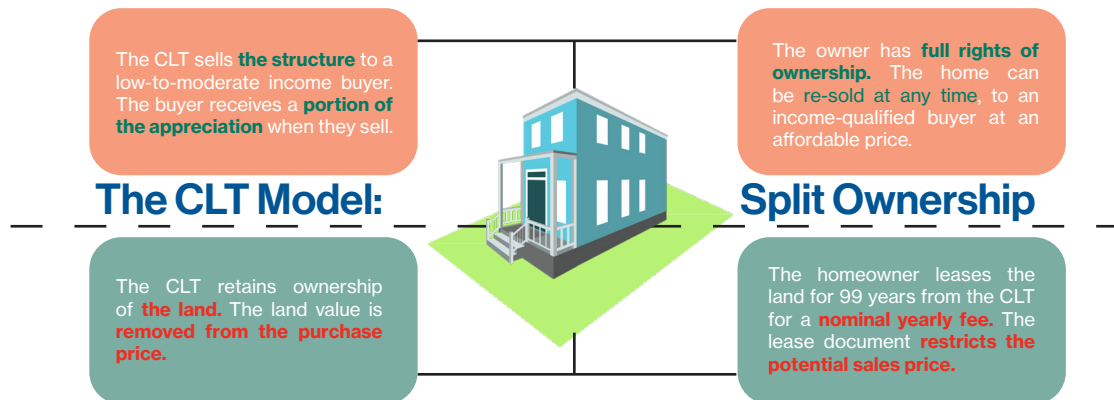 The CLT sells the structure to a
low-to-moderate income buyer.
The buyer receives a portion of
the appreciation when they sell.
The owner has full rights of
ownership. The home can
be re-sold at any time, to an
income-qualified buyer at an
affordable price.
The CLT Model:
Split Ownership
The CLT retains ownership
of the land. The land value is
removed from the purchase
price.
The homeowner leases the
land for 99 years from the CLT
for a nominal yearly fee. The
lease document restricts the
potential sales price.